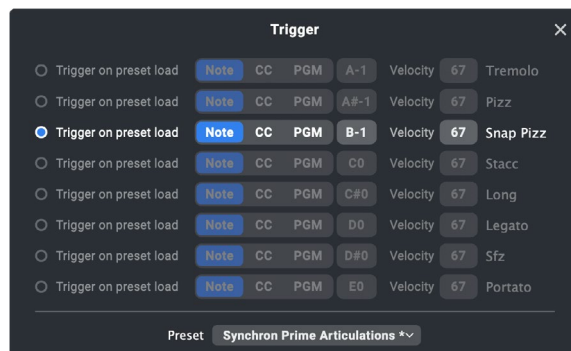 Trigger ×
Trigger on preset load Note CC PGM A-1 Velocity 67 Tremolo
Trigger on preset load Note CC PGM A#-1 Velocity 67 Pizz
Trigger on preset load Note CC PGM B-1 Velocity 67 Snap Pizz
Trigger on preset load Note CC PGM C0 Velocity 67 Stacc
Trigger on preset load Note CC PGM C#0 Velocity 67 Long
Trigger on preset load Note CC PGM D0 Velocity 67 Legato
Trigger on preset load Note CC PGM D#0 Velocity 67 Sfz
Trigger on preset load Note CC PGM E0 Velocity 67 Portato
Preset Synchron Prime Articulations *